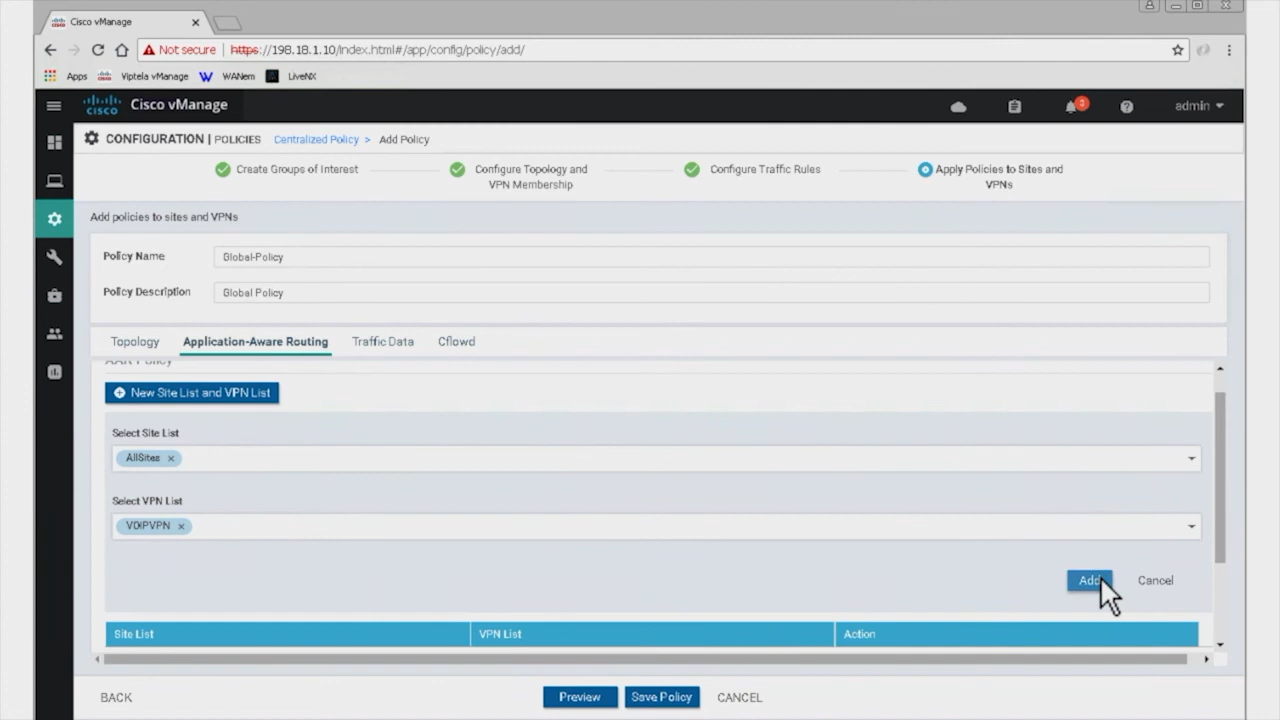 Cisco vManage
Not secure | https://198.18.1.10/index.html#/app/config/policy/add/
Apps Viptela vManage WANem LiveNX
CISCO Cisco vManage 3 admin
CONFIGURATION | POLICIES Centralized Policy > Add Policy
Create Groups of Interest
Configure Topology and
VPN Membership
Configure Traffic Rules
Apply Policies to Sites and
VPNs
Add policies to sites and VPNs
Policy Name Global-Policy
Policy Description Global Policy
Topology Application-Aware Routing Traffic Data Cflowd
AAR Policy
New Site List and VPN List
Select Site List
AllSites ×
Select VPN List
VOIPVPN ×
Add Cancel
Site List VPN List Action
BACK Preview Save Policy CANCEL